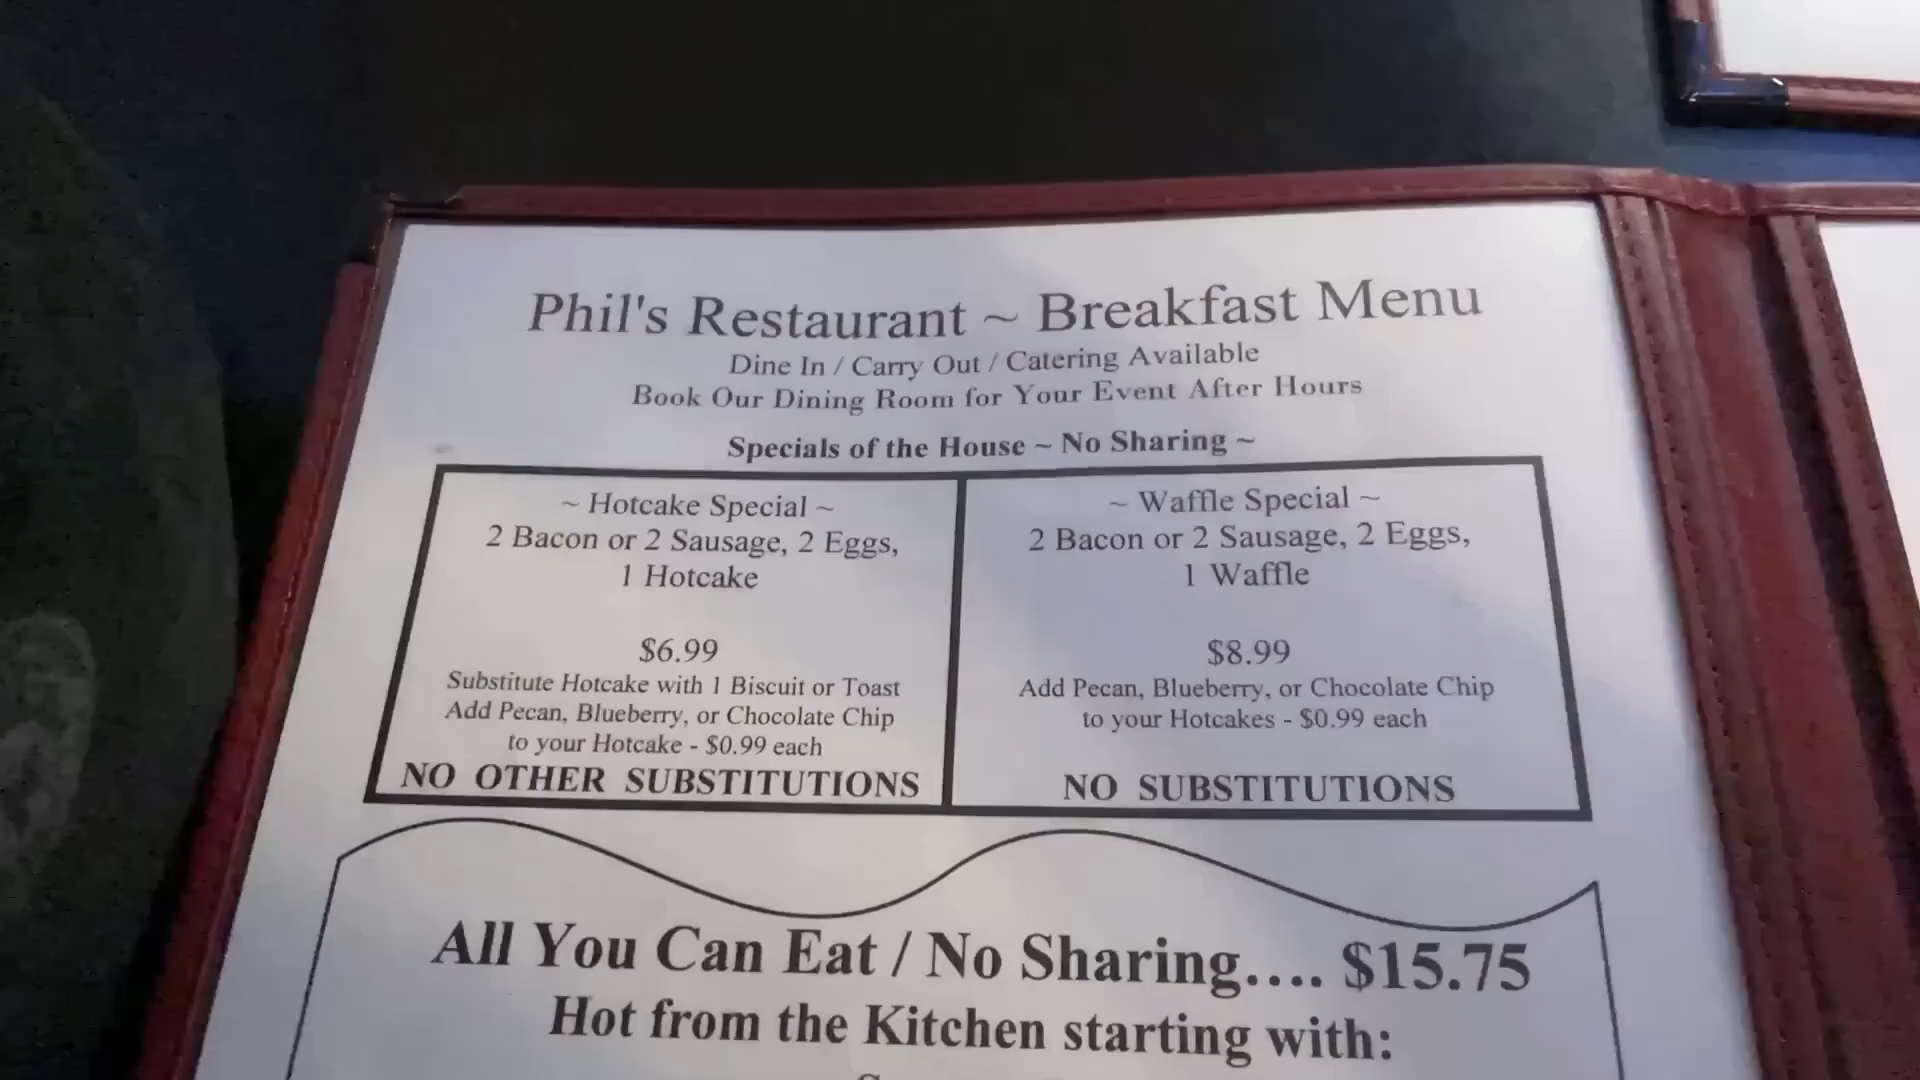 Phil's Restaurant ~ Breakfast Menu
Dine In / Carry Out / Catering Available
Book Our Dining Room for Your Event After Hours
Specials of the House ~ No Sharing ~
~ Hotcake Special ~
2 Bacon or 2 Sausage, 2 Eggs,
1 Hotcake
$6.99
Substitute Hotcake with 1 Biscuit or Toast
Add Pecan, Blueberry, or Chocolate Chip
to your Hotcake - $0.99 each
NO OTHER SUBSTITUTIONS
~ Waffle Special ~
2 Bacon or 2 Sausage, 2 Eggs,
1 Waffle
$8.99
Add Pecan, Blueberry, or Chocolate Chip
to your Hotcakes - $0.99 each
NO SUBSTITUTIONS
All You Can Eat / No Sharing.... $15.75
Hot from the Kitchen starting with: